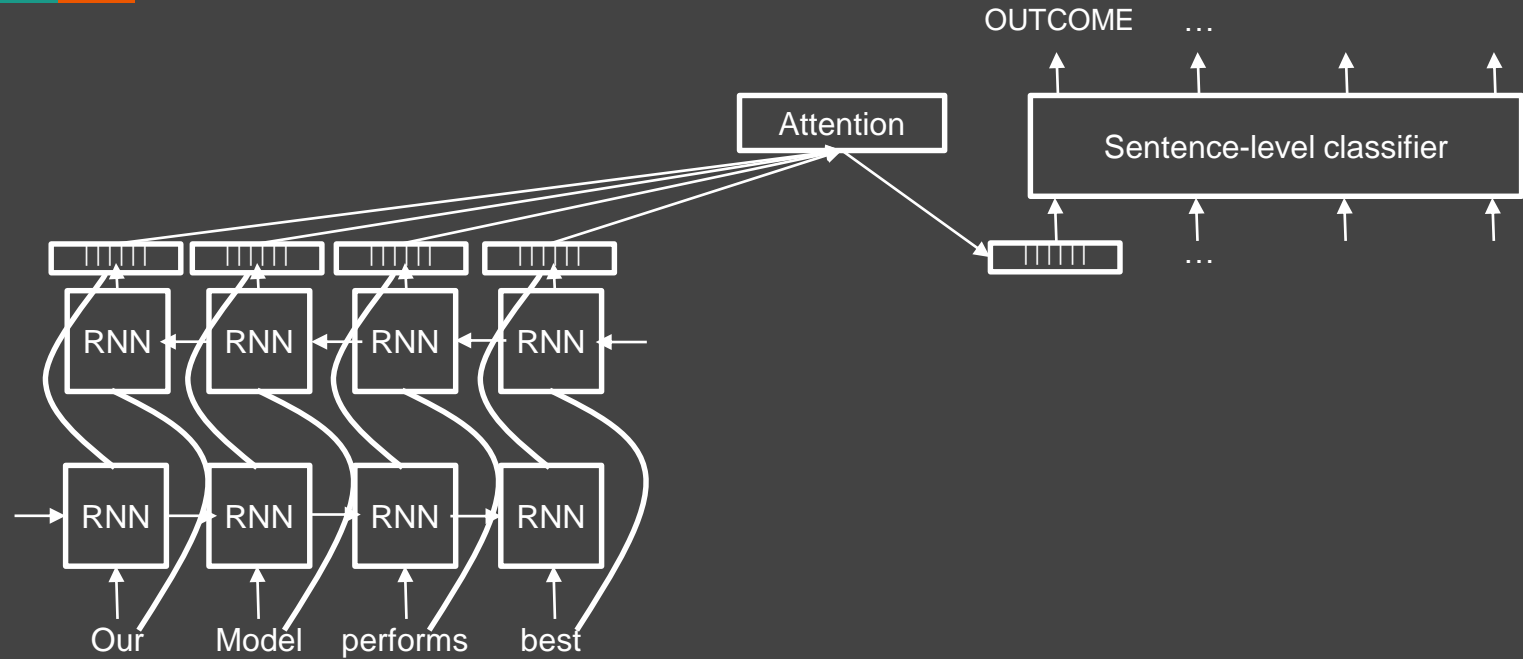 OUTCOME …
Attention
Sentence-level classifier
…
RNN RNN RNN RNN
RNN RNN RNN RNN
Our Model performs best